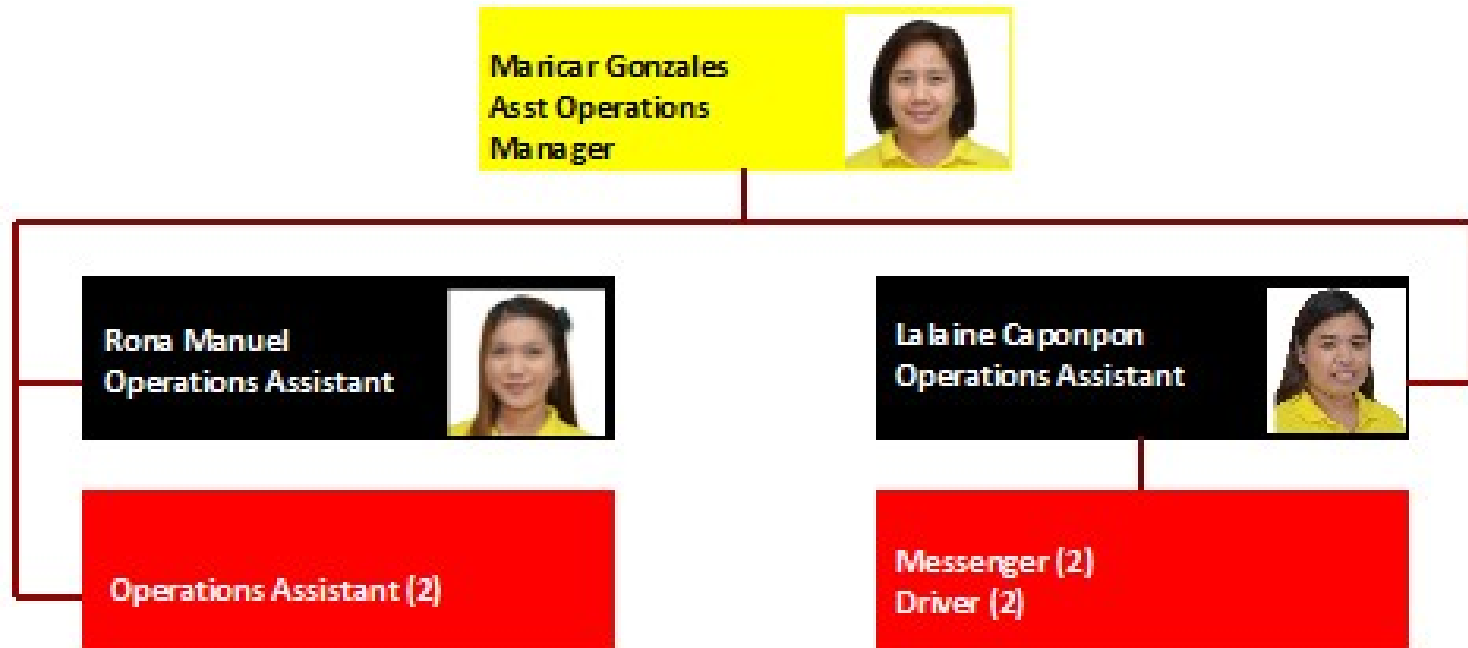 Maricar Gonzales
Asst Operations
Manager
Rona Manuel
Operations Assistant
Lalaine Caponpon
Operations Assistant
Operations Assistant (2)
Messenger (2)
Driver (2)